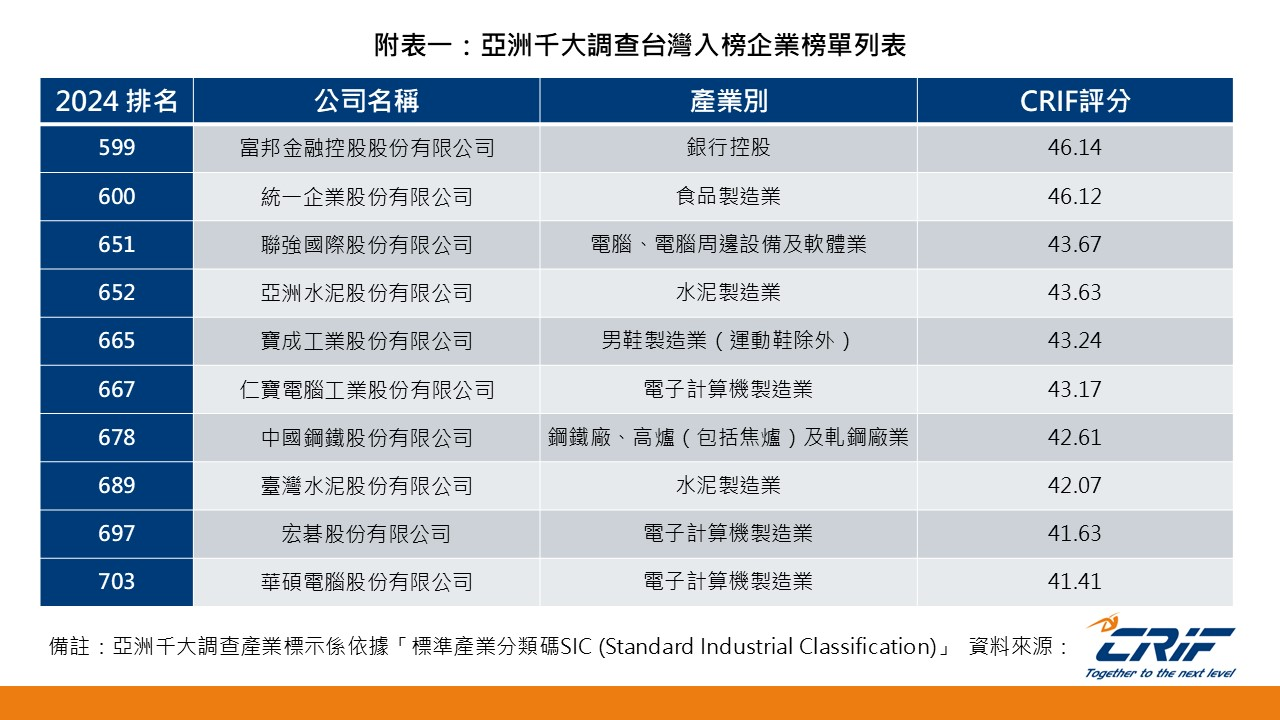 附表一：亞洲千大調查台灣入榜企業榜單列表
2024 排名 公司名稱 產業別 CRIF評分
599 富邦金融控股股份有限公司 銀行控股 46.14
600 統一企業股份有限公司 食品製造業 46.12
651 聯強國際股份有限公司 電腦、電腦周邊設備及軟體業 43.67
652 亞洲水泥股份有限公司 水泥製造業 43.63
665 寶成工業股份有限公司 男鞋製造業（運動鞋除外） 43.24
667 仁寶電腦工業股份有限公司 電子計算機製造業 43.17
678 中國鋼鐵股份有限公司 鋼鐵廠、高爐（包括焦爐）及軋鋼廠業 42.61
689 臺灣水泥股份有限公司 水泥製造業 42.07
697 宏碁股份有限公司 電子計算機製造業 41.63
703 華碩電腦股份有限公司 電子計算機製造業 41.41
備註：亞洲千大調查產業標示係依據「標準產業分類碼SIC (Standard Industrial Classification)」 資料來源：
CRIF
Together to the next level